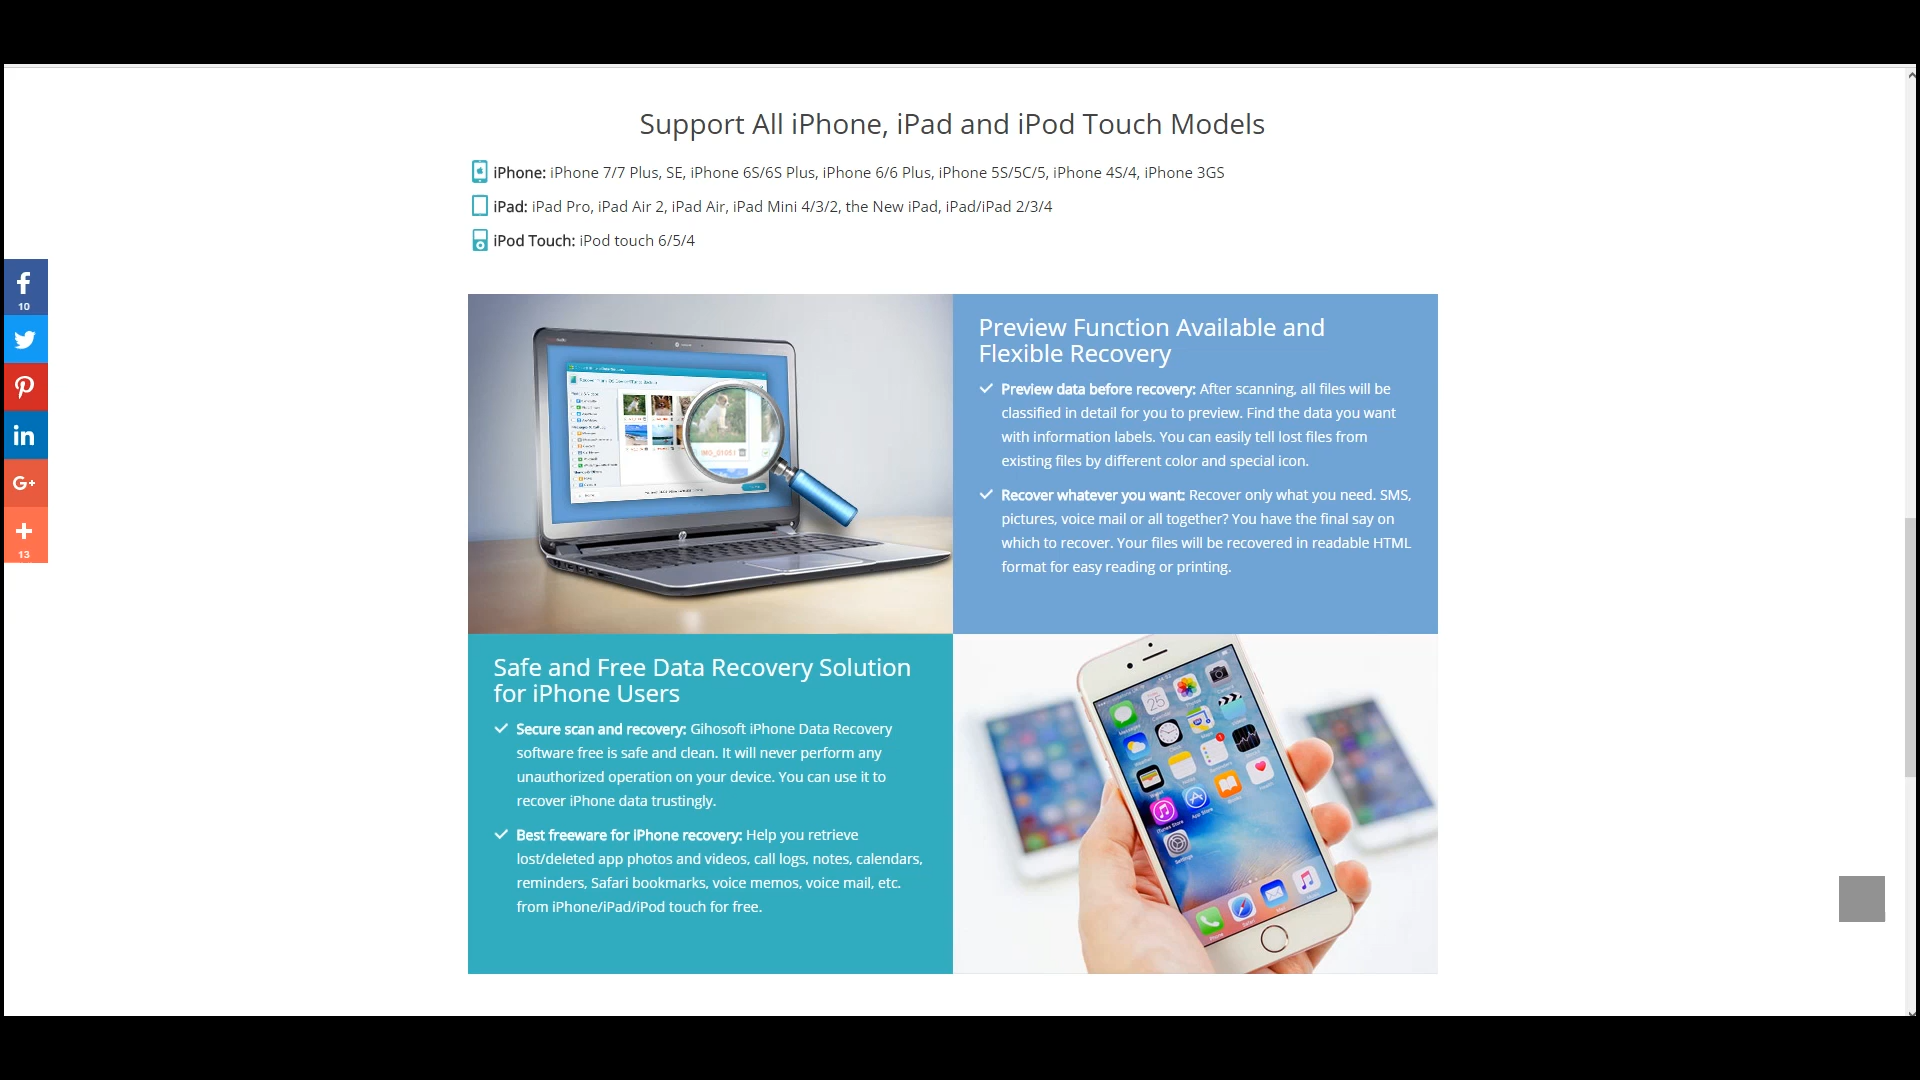 Support All iPhone, iPad and iPod Touch Models
iPhone: iPhone 7/7 Plus, SE, iPhone 6S/6S Plus, iPhone 6/6 Plus, iPhone 5S/5C/5, iPhone 4S/4, iPhone 3GS
iPad: iPad Pro, iPad Air 2, iPad Air, iPad Mini 4/3/2, the New iPad, iPad/iPad 2/3/4
iPod Touch: iPod touch 6/5/4
10
in
G+
13
Preview Function Available and
Flexible Recovery
Preview data before recovery: After scanning, all files will be
classified in detail for you to preview. Find the data you want
with information labels. You can easily tell lost files from
existing files by different color and special icon.
Recover whatever you want: Recover only what you need. SMS,
pictures, voice mail or all together? You have the final say on
which to recover. Your files will be recovered in readable HTML
format for easy reading or printing.
Safe and Free Data Recovery Solution
for iPhone Users
Secure scan and recovery: Gihosoft iPhone Data Recovery
software free is safe and clean. It will never perform any
unauthorized operation on your device. You can use it to
recover iPhone data trustingly.
Best freeware for iPhone recovery: Help you retrieve
lost/deleted app photos and videos, call logs, notes, calendars,
reminders, Safari bookmarks, voice memos, voice mail, etc.
from iPhone/iPad/iPod touch for free.
25
iTunes Store
App Store
Settings
Phone